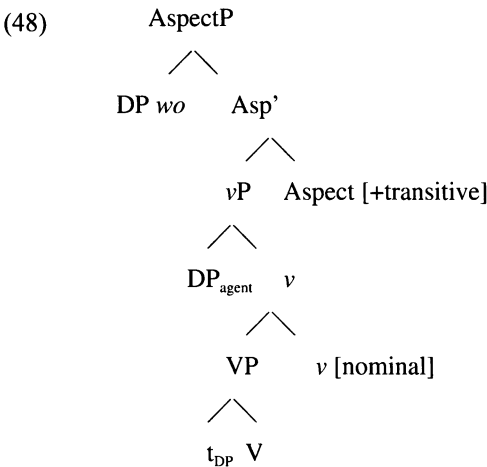 (48) AspectP
DP wo Asp’
vP Aspect [+transitive]
DPagent v
VP v [nominal]
tDP V